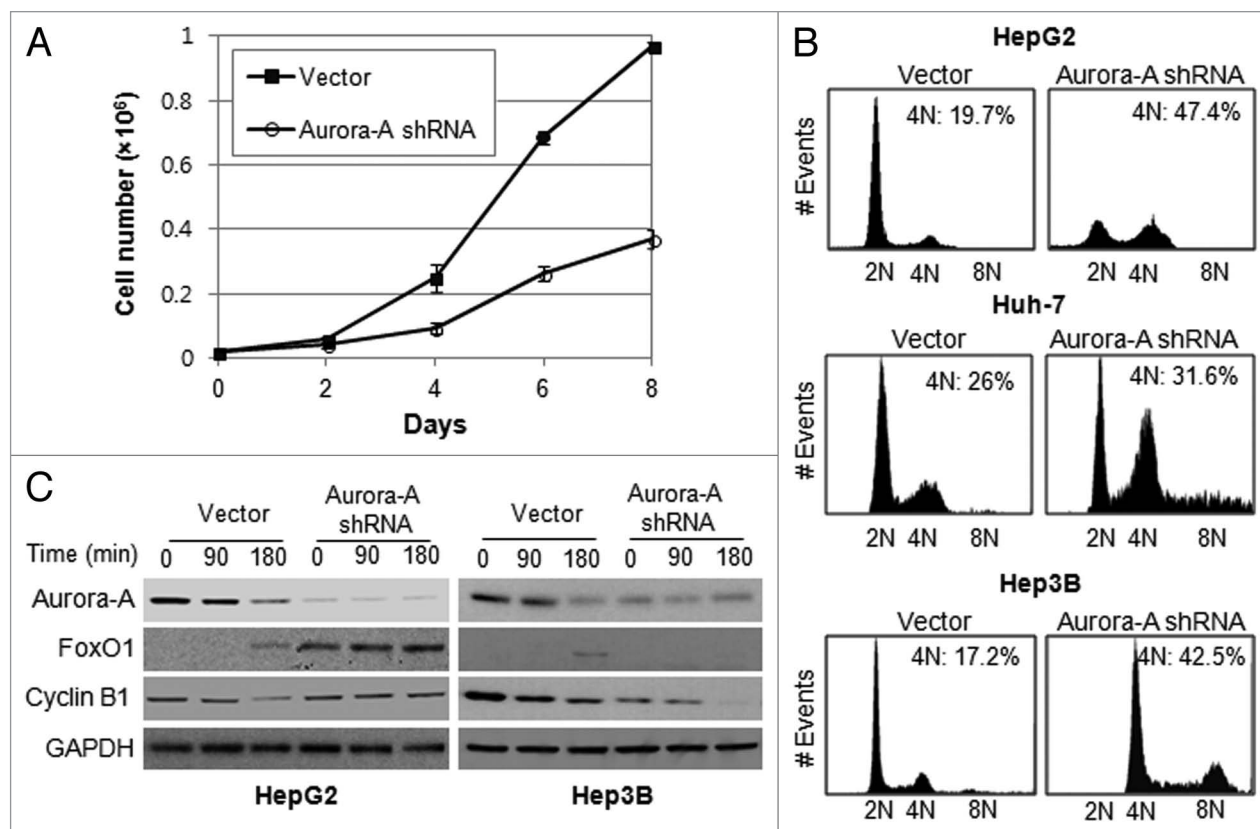 A
Cell number (×10⁶)
1
0.8
0.6
0.4
0.2
0
Vector
Aurora-A shRNA
0 2 4 6 8
Days
B
HepG2
Vector Aurora-A shRNA
# Events
4N: 19.7% 4N: 47.4%
2N 4N 8N 2N 4N 8N
Huh-7
Vector Aurora-A shRNA
# Events
4N: 26% 4N: 31.6%
2N 4N 8N 2N 4N 8N
Hep3B
Vector Aurora-A shRNA
# Events
4N: 17.2% 4N: 42.5%
2N 4N 8N 2N 4N 8N
C
Vector Aurora-A shRNA Vector Aurora-A shRNA
Time (min) 0 90 180 0 90 180 0 90 180 0 90 180
Aurora-A
FoxO1
Cyclin B1
GAPDH
HepG2 Hep3B